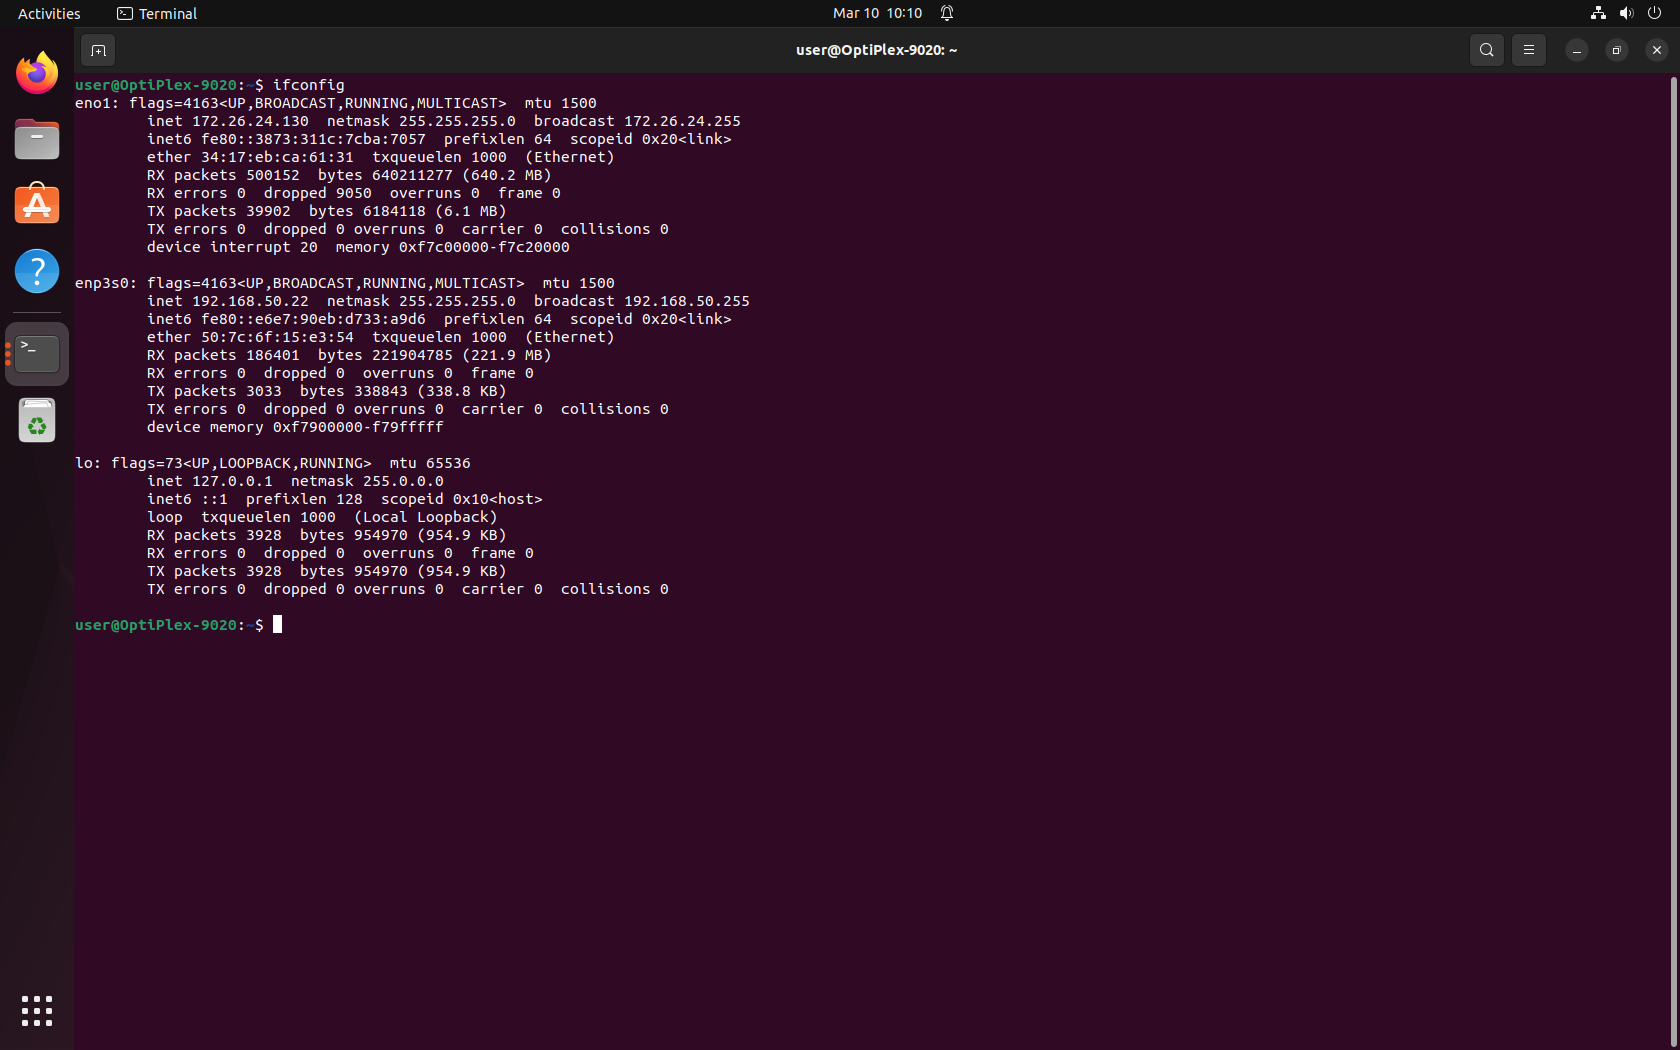 Activities
Terminal
Mar 10  10:10
user@OptiPlex-9020: ~
user@OptiPlex-9020:~$ ifconfig
eno1: flags=4163<UP,BROADCAST,RUNNING,MULTICAST>  mtu 1500
        inet 172.26.24.130  netmask 255.255.255.0  broadcast 172.26.24.255
        inet6 fe80::3873:311c:7cba:7057  prefixlen 64  scopeid 0x20<link>
        ether 34:17:eb:ca:61:31  txqueuelen 1000  (Ethernet)
        RX packets 500152  bytes 640211277 (640.2 MB)
        RX errors 0  dropped 9050  overruns 0  frame 0
        TX packets 39902  bytes 6184118 (6.1 MB)
        TX errors 0  dropped 0 overruns 0  carrier 0  collisions 0
        device interrupt 20  memory 0xf7c00000-f7c20000

enp3s0: flags=4163<UP,BROADCAST,RUNNING,MULTICAST>  mtu 1500
        inet 192.168.50.22  netmask 255.255.255.0  broadcast 192.168.50.255
        inet6 fe80::e6e7:90eb:d733:a9d6  prefixlen 64  scopeid 0x20<link>
        ether 50:7c:6f:15:e3:54  txqueuelen 1000  (Ethernet)
        RX packets 186401  bytes 221904785 (221.9 MB)
        RX errors 0  dropped 0  overruns 0  frame 0
        TX packets 3033  bytes 338843 (338.8 KB)
        TX errors 0  dropped 0 overruns 0  carrier 0  collisions 0
        device memory 0xf7900000-f79fffff

lo: flags=73<UP,LOOPBACK,RUNNING>  mtu 65536
        inet 127.0.0.1  netmask 255.0.0.0
        inet6 ::1  prefixlen 128  scopeid 0x10<host>
        loop  txqueuelen 1000  (Local Loopback)
        RX packets 3928  bytes 954970 (954.9 KB)
        RX errors 0  dropped 0  overruns 0  frame 0
        TX packets 3928  bytes 954970 (954.9 KB)
        TX errors 0  dropped 0 overruns 0  carrier 0  collisions 0

user@OptiPlex-9020:~$